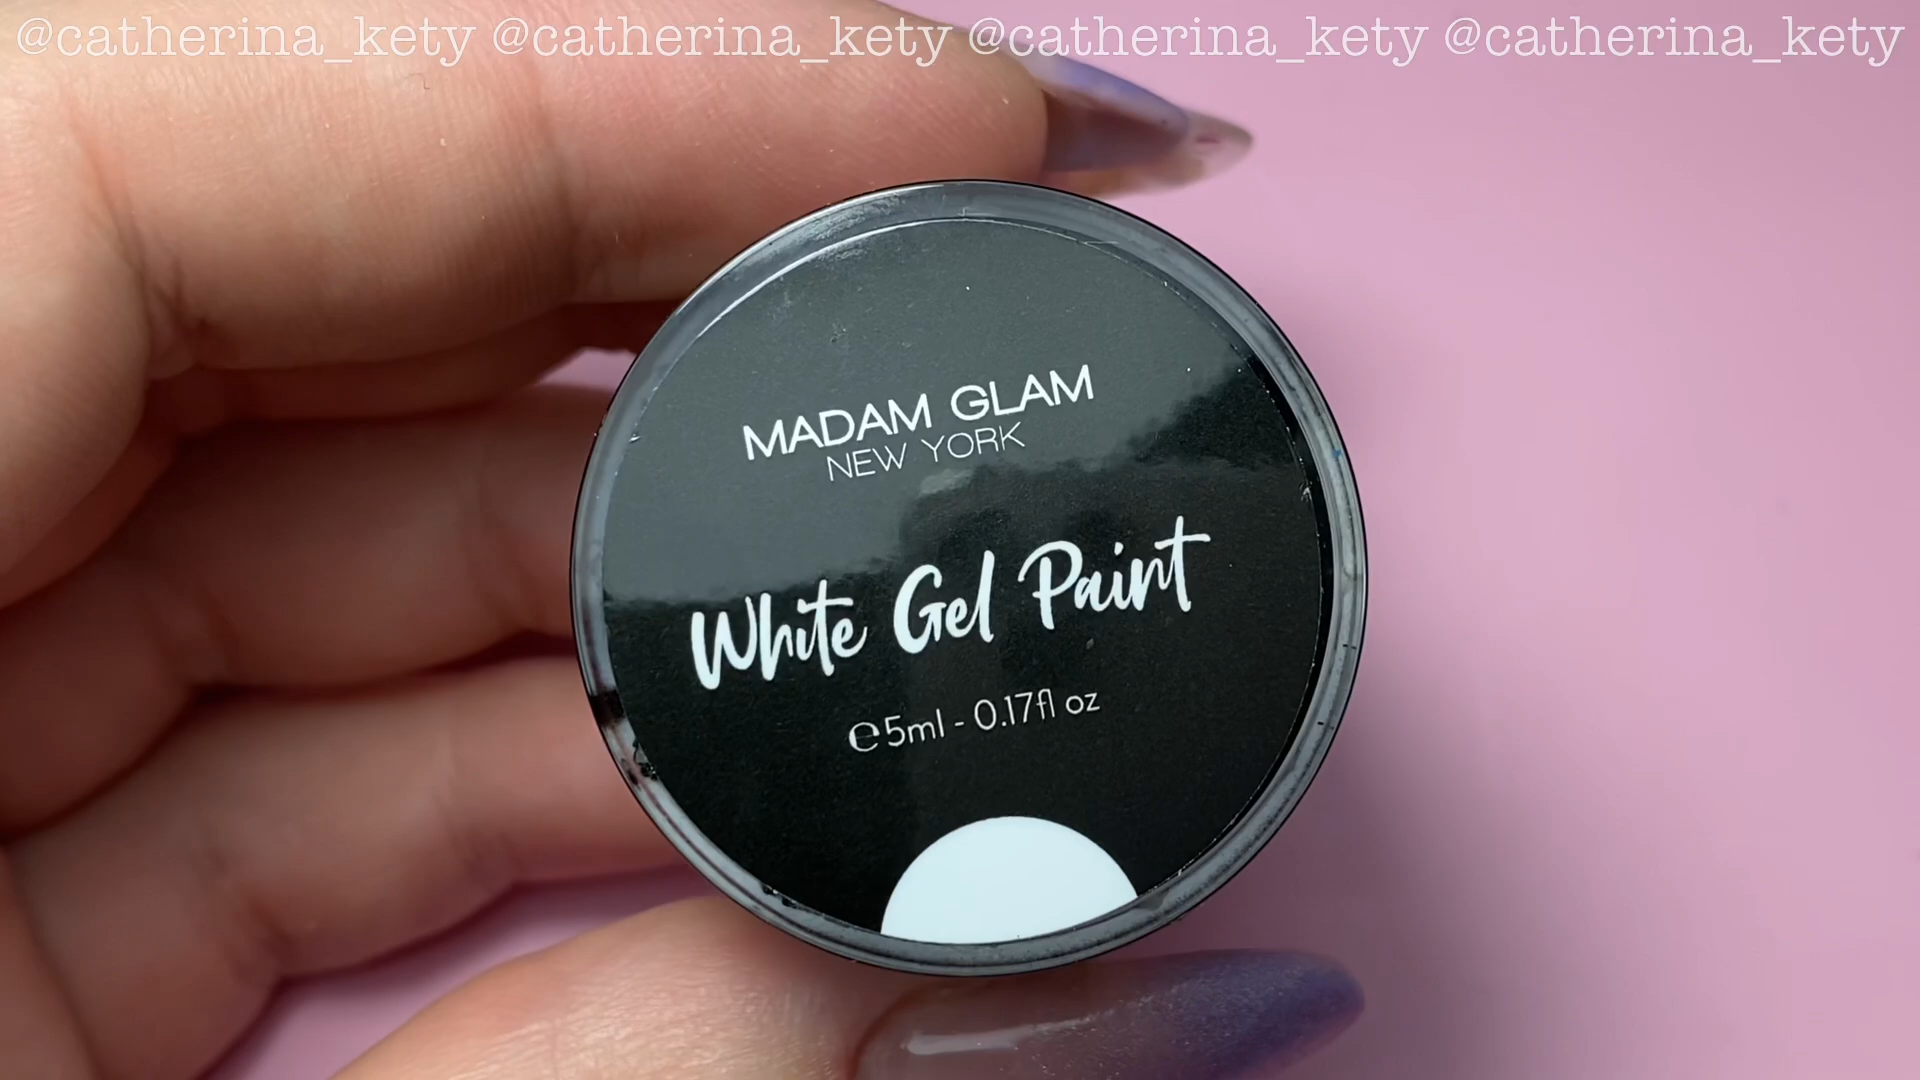 @catherina_kety @catherina_kety @catherina_kety @catherina_kety
MADAM GLAM
NEW YORK
White Gel Paint
℮5ml - 0.17fl oz